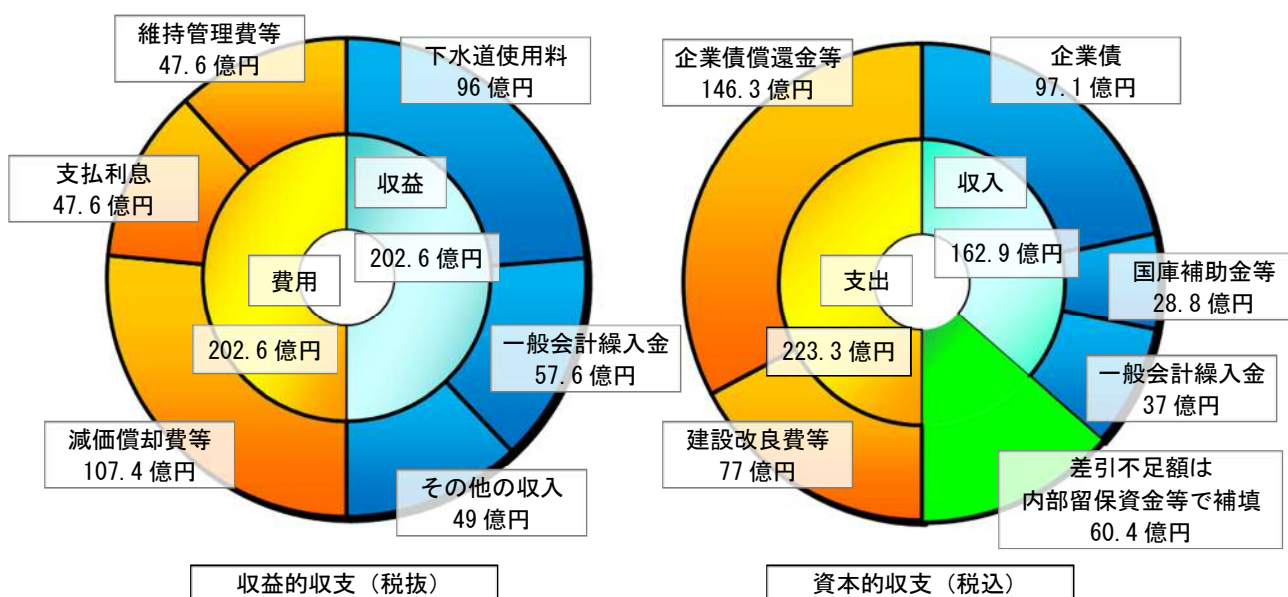 維持管理費等
47.6 億円
下水道使用料
96 億円
支払利息
47.6 億円
収益
202.6 億円
費用
202.6 億円
一般会計繰入金
57.6 億円
減価償却費等
107.4 億円
その他の収入
49 億円
収益的収支（税抜）
企業債償還金等
146.3 億円
企業債
97.1 億円
収入
162.9 億円
国庫補助金等
28.8 億円
支出
223.3 億円
一般会計繰入金
37 億円
建設改良費等
77 億円
差引不足額は
内部留保資金等で補填
60.4 億円
資本的収支（税込）